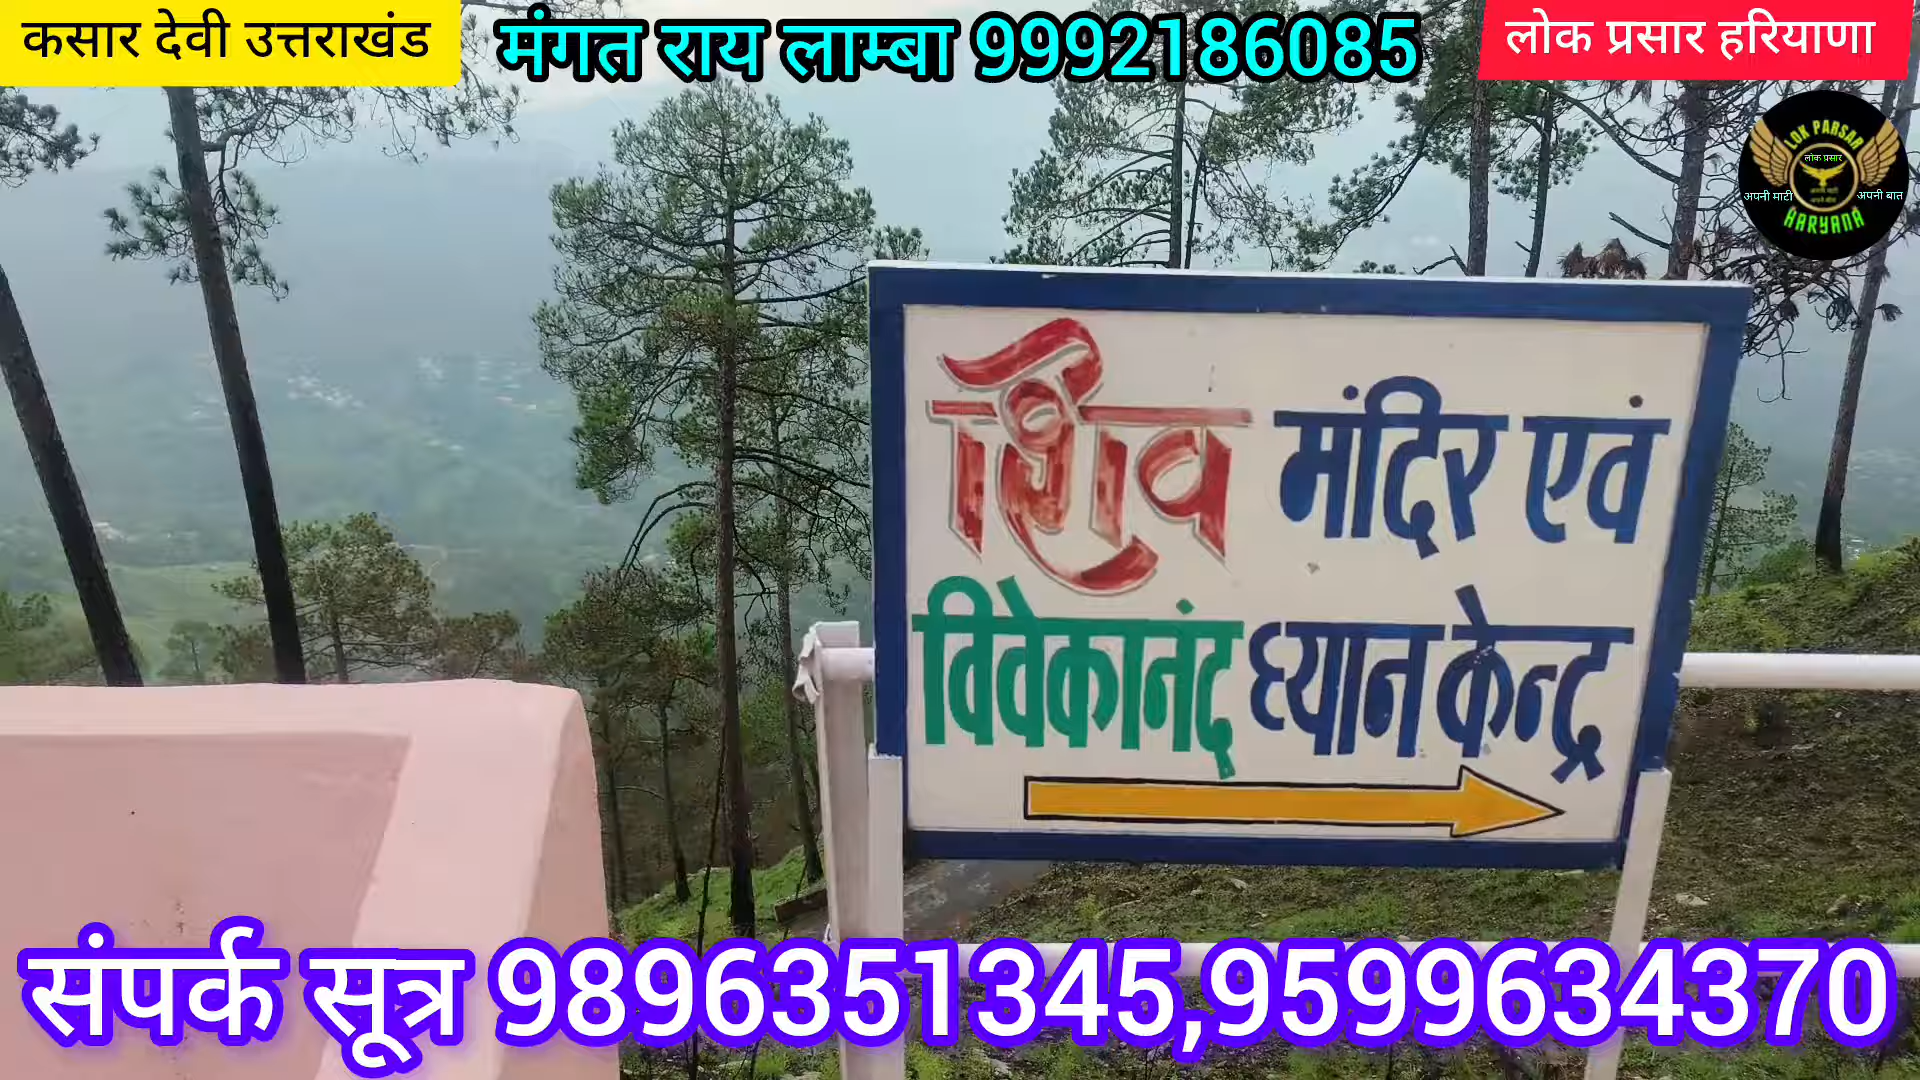 कसार देवी उत्तराखंड
मंगत राय लाम्बा 9992186085
लोक प्रसार हरियाणा
LOK PARSAR
लोक प्रसार
अपनी माटी
अपनी बात
HARYANA
शिव मंदिर एवं
विवेकानंद ध्यान केन्द्र
संपर्क सूत्र 9896351345,9599634370